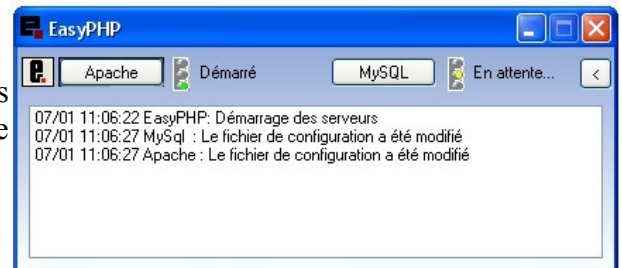 EasyPHP
Apache Démarré MySQL En attente... <
07/01 11:06:22 EasyPHP: Démarrage des serveurs
07/01 11:06:27 MySql : Le fichier de configuration a été modifié
07/01 11:06:27 Apache : Le fichier de configuration a été modifié